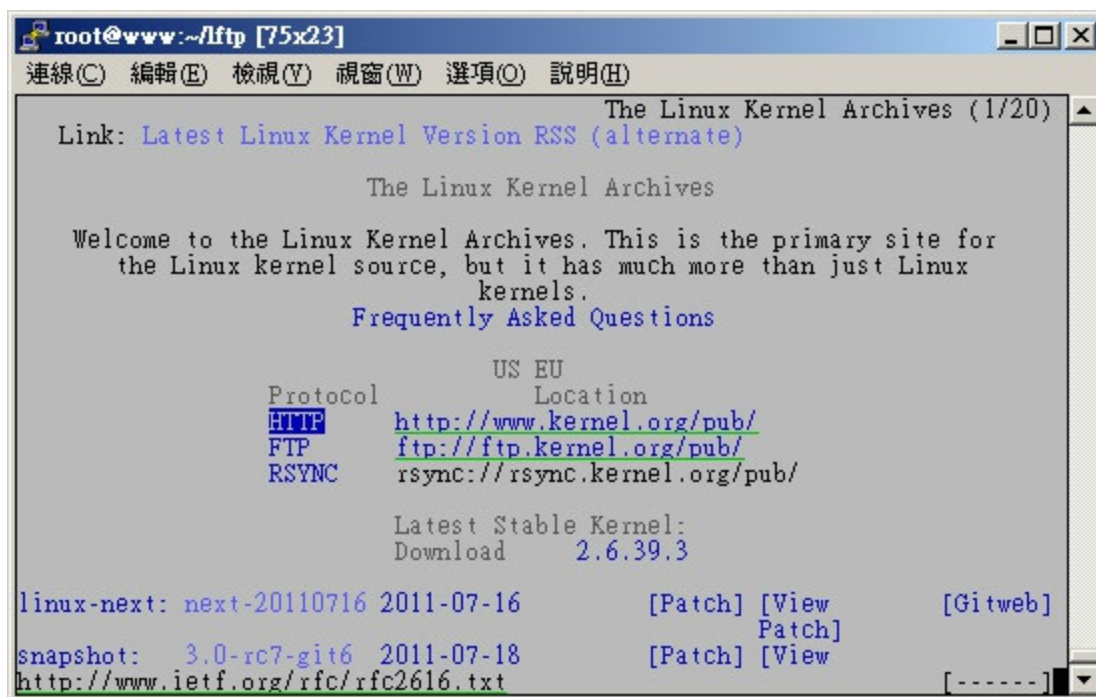 root@www:~/lftp [75x23]
連線(C) 編輯(E) 檢視(V) 視窗(W) 選項(O) 說明(H)
The Linux Kernel Archives (1/20)
Link: Latest Linux Kernel Version RSS (alternate)
The Linux Kernel Archives
Welcome to the Linux Kernel Archives. This is the primary site for
the Linux kernel source, but it has much more than just Linux
kernels.
Frequently Asked Questions
US EU
Protocol Location
HTTP http://www.kernel.org/pub/
FTP ftp://ftp.kernel.org/pub/
RSYNC rsync://rsync.kernel.org/pub/
Latest Stable Kernel:
Download 2.6.39.3
linux-next: next-20110716 2011-07-16 [Patch] [View [Gitweb]
Patch]
snapshot: 3.0-rc7-git6 2011-07-18 [Patch] [View
http://www.ietf.org/rfc/rfc2616.txt [------]